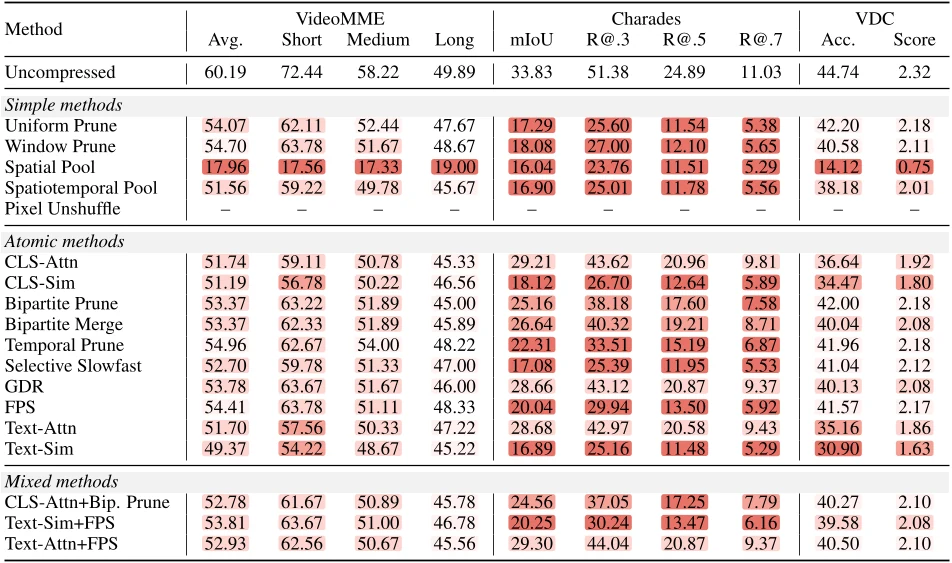 Method VideoMME Charades VDC
Avg. Short Medium Long mIoU R@.3 R@.5 R@.7 Acc. Score
Uncompressed 60.19 72.44 58.22 49.89 33.83 51.38 24.89 11.03 44.74 2.32
Simple methods
Uniform Prune 54.07 62.11 52.44 47.67 17.29 25.60 11.54 5.38 42.20 2.18
Window Prune 54.70 63.78 51.67 48.67 18.08 27.00 12.10 5.65 40.58 2.11
Spatial Pool 17.96 17.56 17.33 19.00 16.04 23.76 11.51 5.29 14.12 0.75
Spatiotemporal Pool 51.56 59.22 49.78 45.67 16.90 25.01 11.78 5.56 38.18 2.01
Pixel Unshuffle – – – – – – – – – –
Atomic methods
CLS-Attn 51.74 59.11 50.78 45.33 29.21 43.62 20.96 9.81 36.64 1.92
CLS-Sim 51.19 56.78 50.22 46.56 18.12 26.70 12.64 5.89 34.47 1.80
Bipartite Prune 53.37 63.22 51.89 45.00 25.16 38.18 17.60 7.58 42.00 2.18
Bipartite Merge 53.37 62.33 51.89 45.89 26.64 40.32 19.21 8.71 40.04 2.08
Temporal Prune 54.96 62.67 54.00 48.22 22.31 33.51 15.19 6.87 41.96 2.18
Selective Slowfast 52.70 59.78 51.33 47.00 17.08 25.39 11.95 5.53 41.04 2.12
GDR 53.78 63.67 51.67 46.00 28.66 43.12 20.87 9.37 40.13 2.08
FPS 54.41 63.78 51.11 48.33 20.04 29.94 13.50 5.92 41.57 2.17
Text-Attn 51.70 57.56 50.33 47.22 28.68 42.97 20.58 9.43 35.16 1.86
Text-Sim 49.37 54.22 48.67 45.22 16.89 25.16 11.48 5.29 30.90 1.63
Mixed methods
CLS-Attn+Bip. Prune 52.78 61.67 50.89 45.78 24.56 37.05 17.25 7.79 40.27 2.10
Text-Sim+FPS 53.81 63.67 51.00 46.78 20.25 30.24 13.47 6.16 39.58 2.08
Text-Attn+FPS 52.93 62.56 50.67 45.56 29.30 44.04 20.87 9.37 40.50 2.10